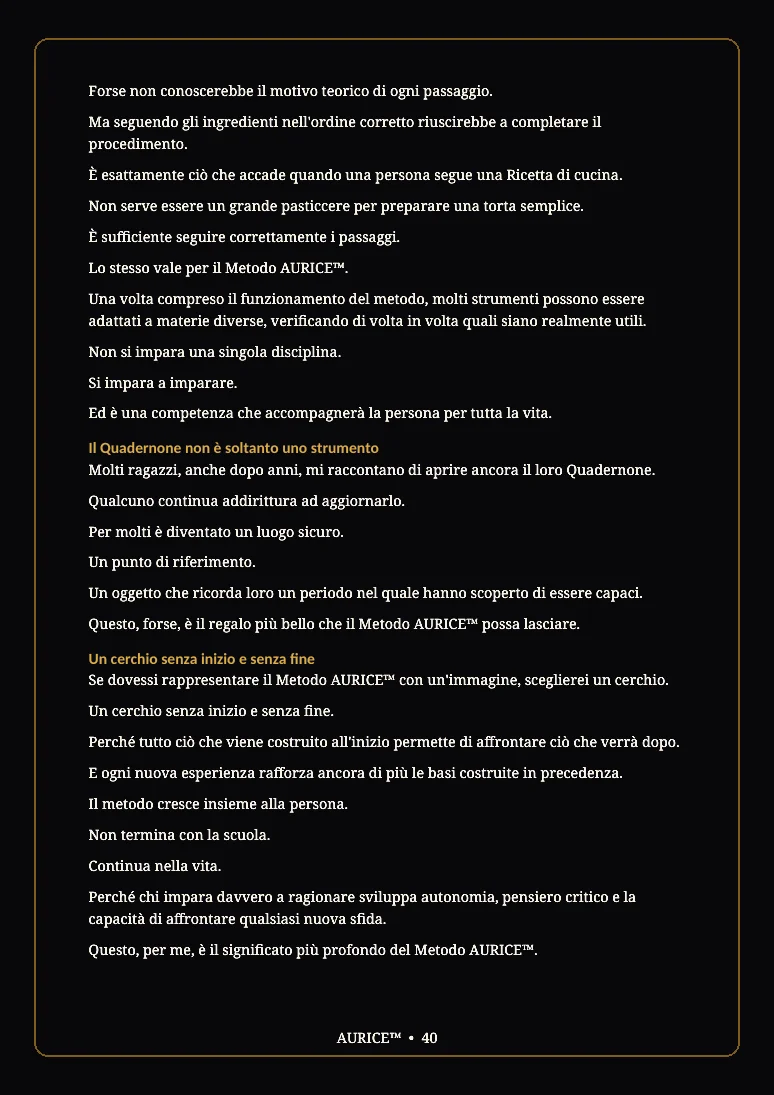 Forse non conoscerebbe il motivo teorico di ogni passaggio.
Ma seguendo gli ingredienti nell'ordine corretto riuscirebbe a completare il
procedimento.
È esattamente ciò che accade quando una persona segue una Ricetta di cucina.
Non serve essere un grande pasticcere per preparare una torta semplice.
È sufficiente seguire correttamente i passaggi.
Lo stesso vale per il Metodo AURICE™.
Una volta compreso il funzionamento del metodo, molti strumenti possono essere
adattati a materie diverse, verificando di volta in volta quali siano realmente utili.
Non si impara una singola disciplina.
Si impara a imparare.
Ed è una competenza che accompagnerà la persona per tutta la vita.
Il Quadernone non è soltanto uno strumento
Molti ragazzi, anche dopo anni, mi raccontano di aprire ancora il loro Quadernone.
Qualcuno continua addirittura ad aggiornarlo.
Per molti è diventato un luogo sicuro.
Un punto di riferimento.
Un oggetto che ricorda loro un periodo nel quale hanno scoperto di essere capaci.
Questo, forse, è il regalo più bello che il Metodo AURICE™ possa lasciare.
Un cerchio senza inizio e senza fine
Se dovessi rappresentare il Metodo AURICE™ con un'immagine, sceglierei un cerchio.
Un cerchio senza inizio e senza fine.
Perché tutto ciò che viene costruito all'inizio permette di affrontare ciò che verrà dopo.
E ogni nuova esperienza rafforza ancora di più le basi costruite in precedenza.
Il metodo cresce insieme alla persona.
Non termina con la scuola.
Continua nella vita.
Perché chi impara davvero a ragionare sviluppa autonomia, pensiero critico e la
capacità di affrontare qualsiasi nuova sfida.
Questo, per me, è il significato più profondo del Metodo AURICE™.
AURICE™ • 40